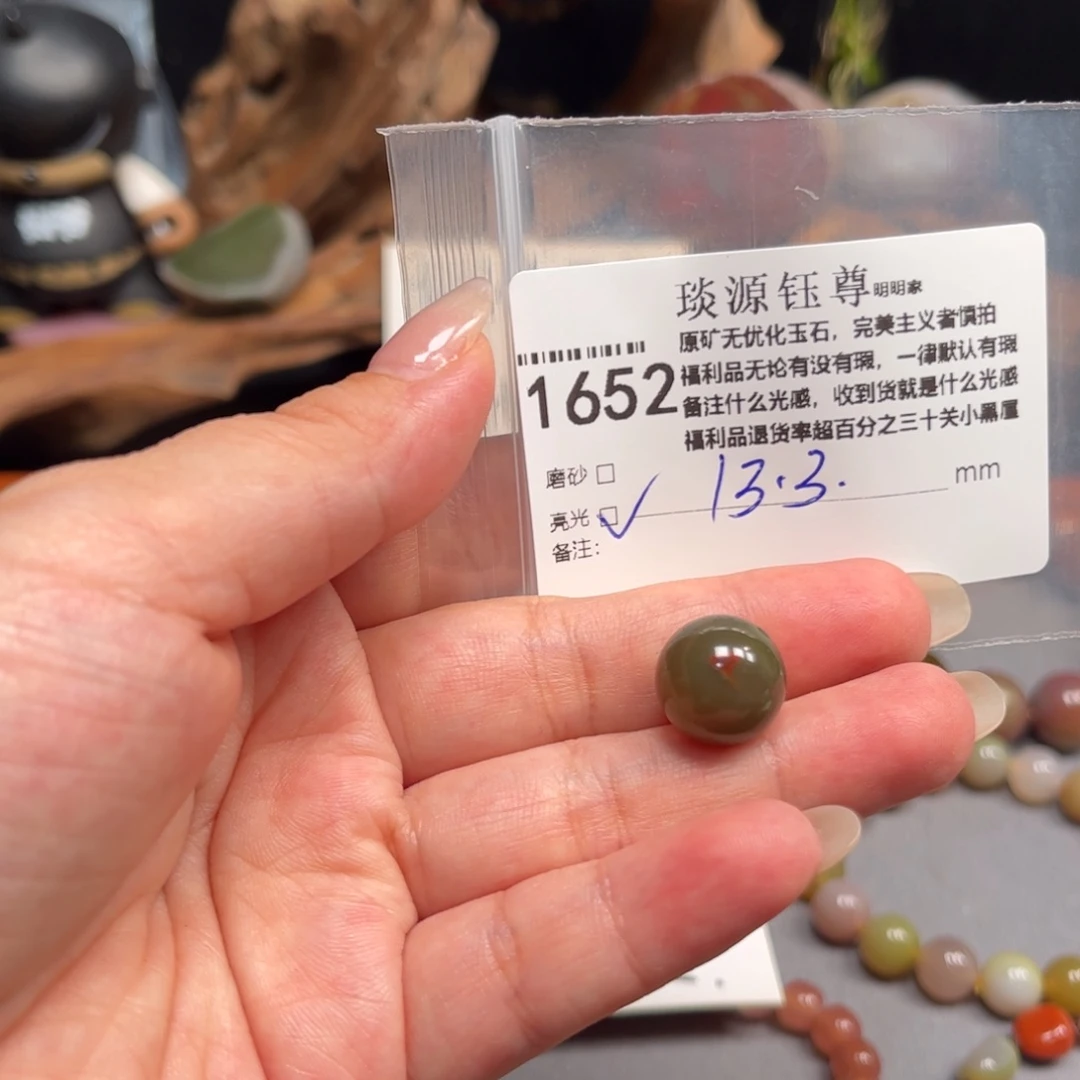 琰源钰尊明明家
原矿无优化玉石，完美主义者慎拍
福利品无论有没有瑕，一律默认有瑕
备注什么光感，收到货就是什么光感
福利品退货率超百分之三十关小黑屋
1652
磨砂 □
13.3. mm
亮光 ☑
备注：